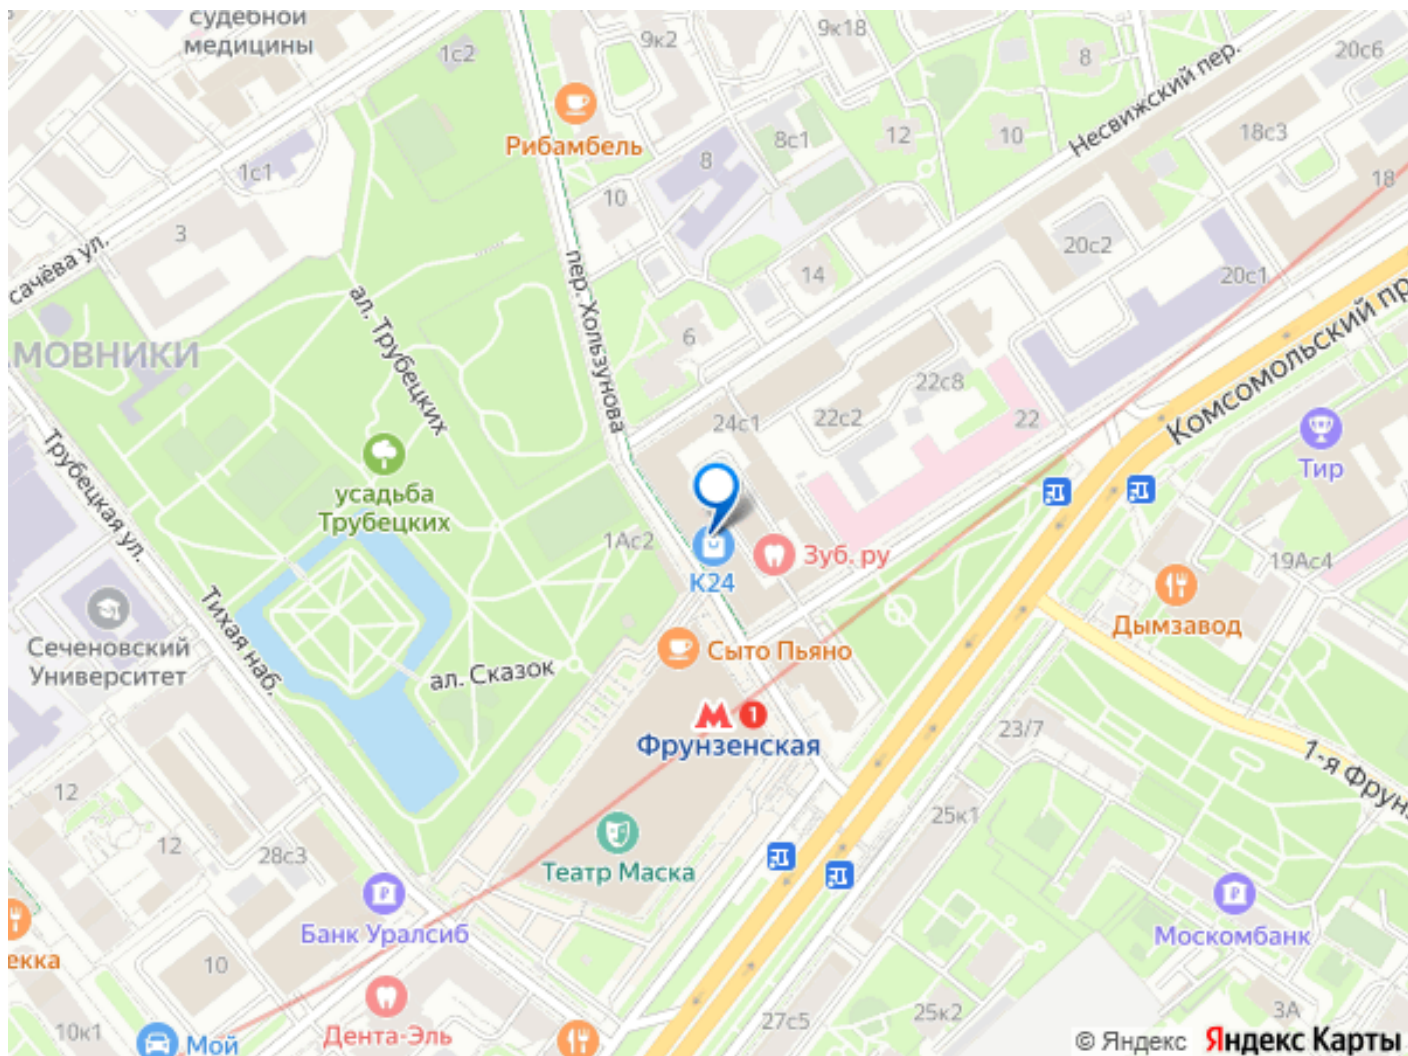 судебной
медицины
1с2
9к2
9к18
8
20с6
Несвижский пер.
Рибамбель
8
8с1
12
10
18с3
18
1с1
3
10
сачёва ул.
пер. Хользунова
14
20с2
20с1
ал. Трубецких
6
МОВНИКИ
22с8
Комсомольский пр
24с1
22с2
22
Тир
Трубецкая ул.
усадьба
Трубецких
1Ас2
К24
Зуб. ру
19Ас4
Дымзавод
Сеченовский
Университет
Тихая наб.
ал. Сказок
Сыто Пьяно
1
Фрунзенская
23/7
1-я Фрун
12
12
28с3
25к1
Театр Маска
Банк Уралсиб
Москомбанк
екка
10
10к1
Мой
Дента-Эль
27с5
25к2
3А
© Яндекс Яндекс Карты